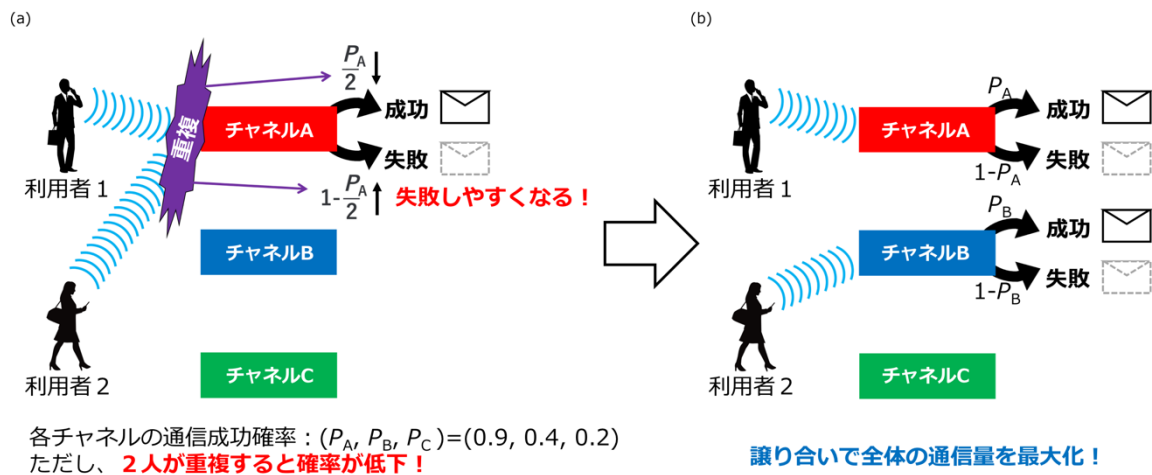 (a)
P_A/2
重複
チャネルA
成功
失敗
利用者1
1-P_A/2
失敗しやすくなる！
チャネルB
チャネルC
利用者2
各チャネルの通信成功確率：(P_A, P_B, P_C)=(0.9, 0.4, 0.2)
ただし、２人が重複すると確率が低下！
(b)
P_A
チャネルA
成功
失敗
利用者1
1-P_A
P_B
チャネルB
成功
失敗
1-P_B
チャネルC
利用者2
譲り合いで全体の通信量を最大化！